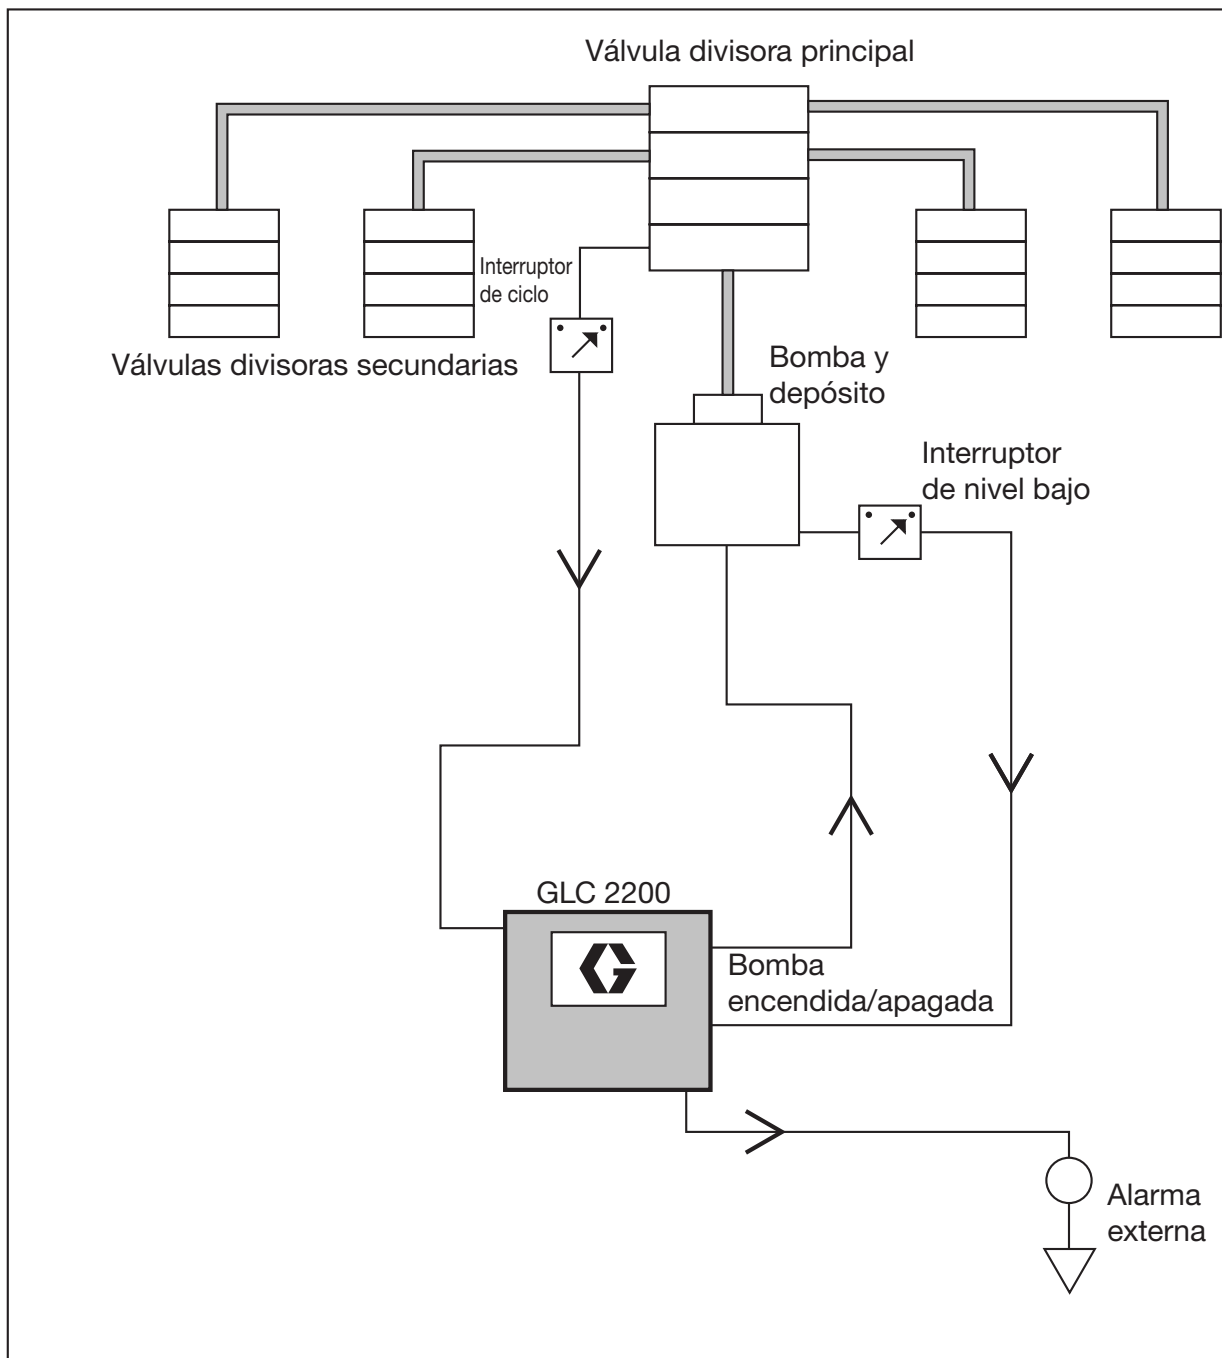 Válvula divisora principal
Interruptor
de ciclo
Válvulas divisoras secundarias
Bomba y
depósito
Interruptor
de nivel bajo
GLC 2200
Bomba
encendida/apagada
Alarma
externa